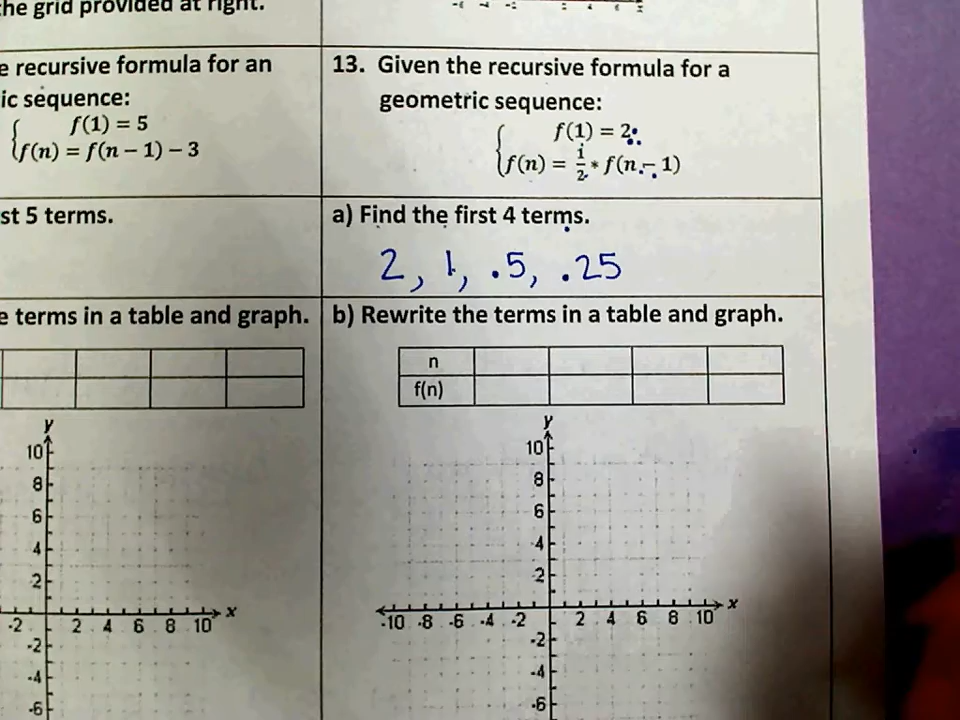 the grid provided at right.
e recursive formula for an
ic sequence:
f(1) = 5
f(n) = f(n − 1) − 3
st 5 terms.
e terms in a table and graph.
y
10
8
6
4
2
-2 2 4 6 8 10 x
-2
-4
-6
13. Given the recursive formula for a
geometric sequence:
f(1) = 2
f(n) = 1/2 * f(n − 1)
a) Find the first 4 terms.
2, 1, .5, .25
b) Rewrite the terms in a table and graph.
n
f(n)
y
10
8
6
4
2
-10 -8 -6 -4 -2 2 4 6 8 10 x
-2
-4
-6